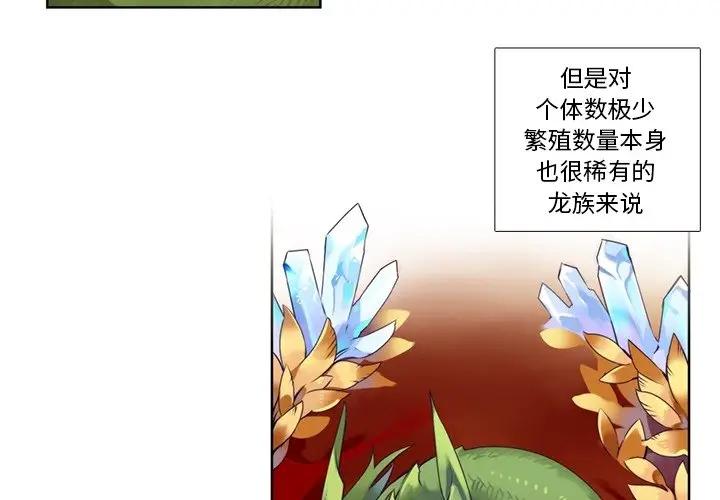 但是对
个体数极少
繁殖数量本身
也很稀有的
龙族来说